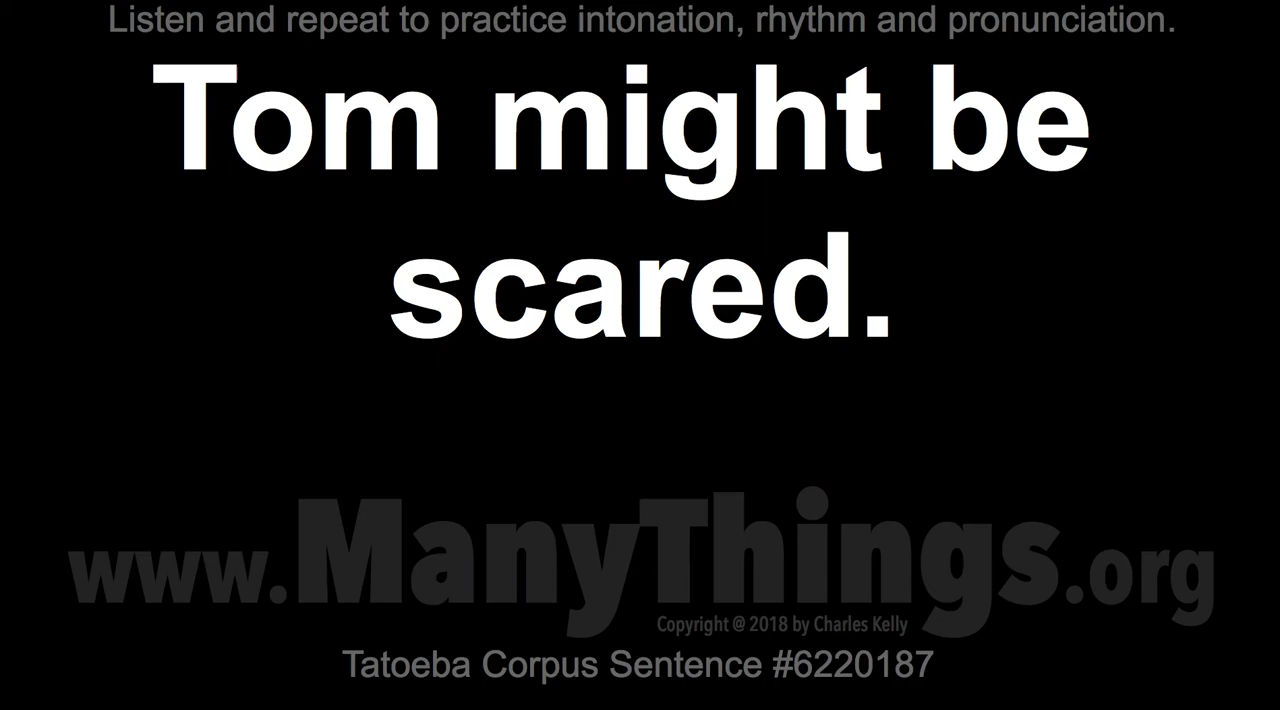 Listen and repeat to practice intonation, rhythm and pronunciation.
Tom might be
scared.
www.ManyThings.org
Copyright @ 2018 by Charles Kelly
Tatoeba Corpus Sentence #6220187